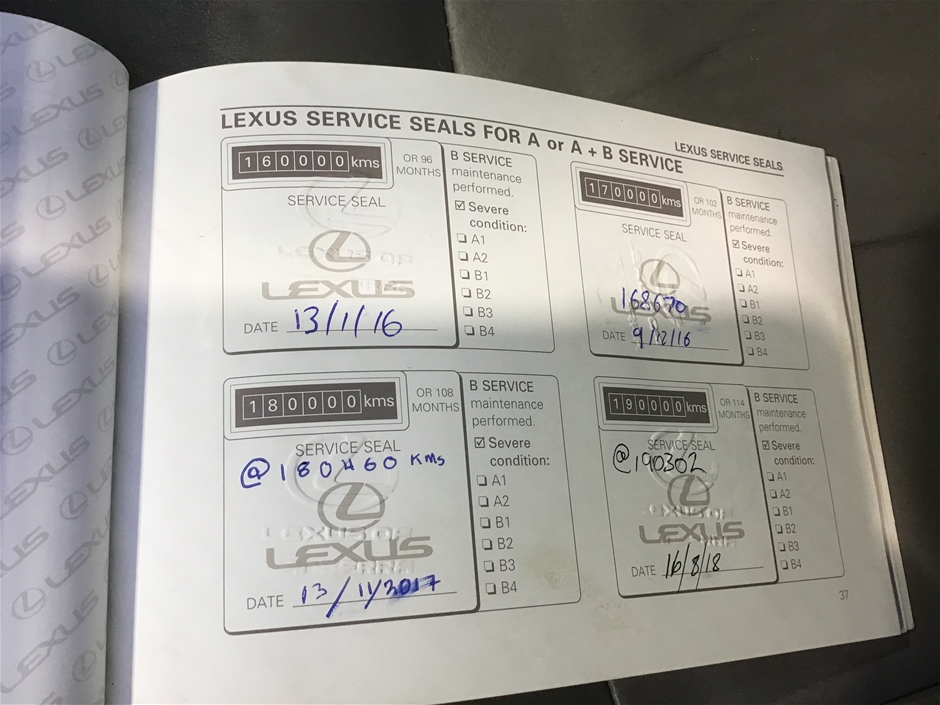 LEXUS SERVICE SEALS FOR A or A + B SERVICE
LEXUS SERVICE SEALS
160000 kms
OR 96
MONTHS
SERVICE SEAL
LEXUS
DATE 13/1/16
B SERVICE
maintenance
performed.
☑ Severe
condition:
❏ A1
❏ A2
❏ B1
❏ B2
❏ B3
❏ B4
170000 kms
OR 102
MONTHS
SERVICE SEAL
168670
LEXUS
DATE 9/12/16
B SERVICE
maintenance
performed.
☑ Severe
condition:
❏ A1
❏ A2
❏ B1
❏ B2
❏ B3
❏ B4
180000 kms
OR 108
MONTHS
SERVICE SEAL
@180460 KMS
LEXUS
DATE 13/11/2017
B SERVICE
maintenance
performed.
☑ Severe
condition:
❏ A1
❏ A2
❏ B1
❏ B2
❏ B3
❏ B4
190000 kms
OR 114
MONTHS
SERVICE SEAL
@190302
LEXUS
DATE 16/8/18
B SERVICE
maintenance
performed.
☑ Severe
condition:
❏ A1
❏ A2
❏ B1
❏ B2
❏ B3
❏ B4
37